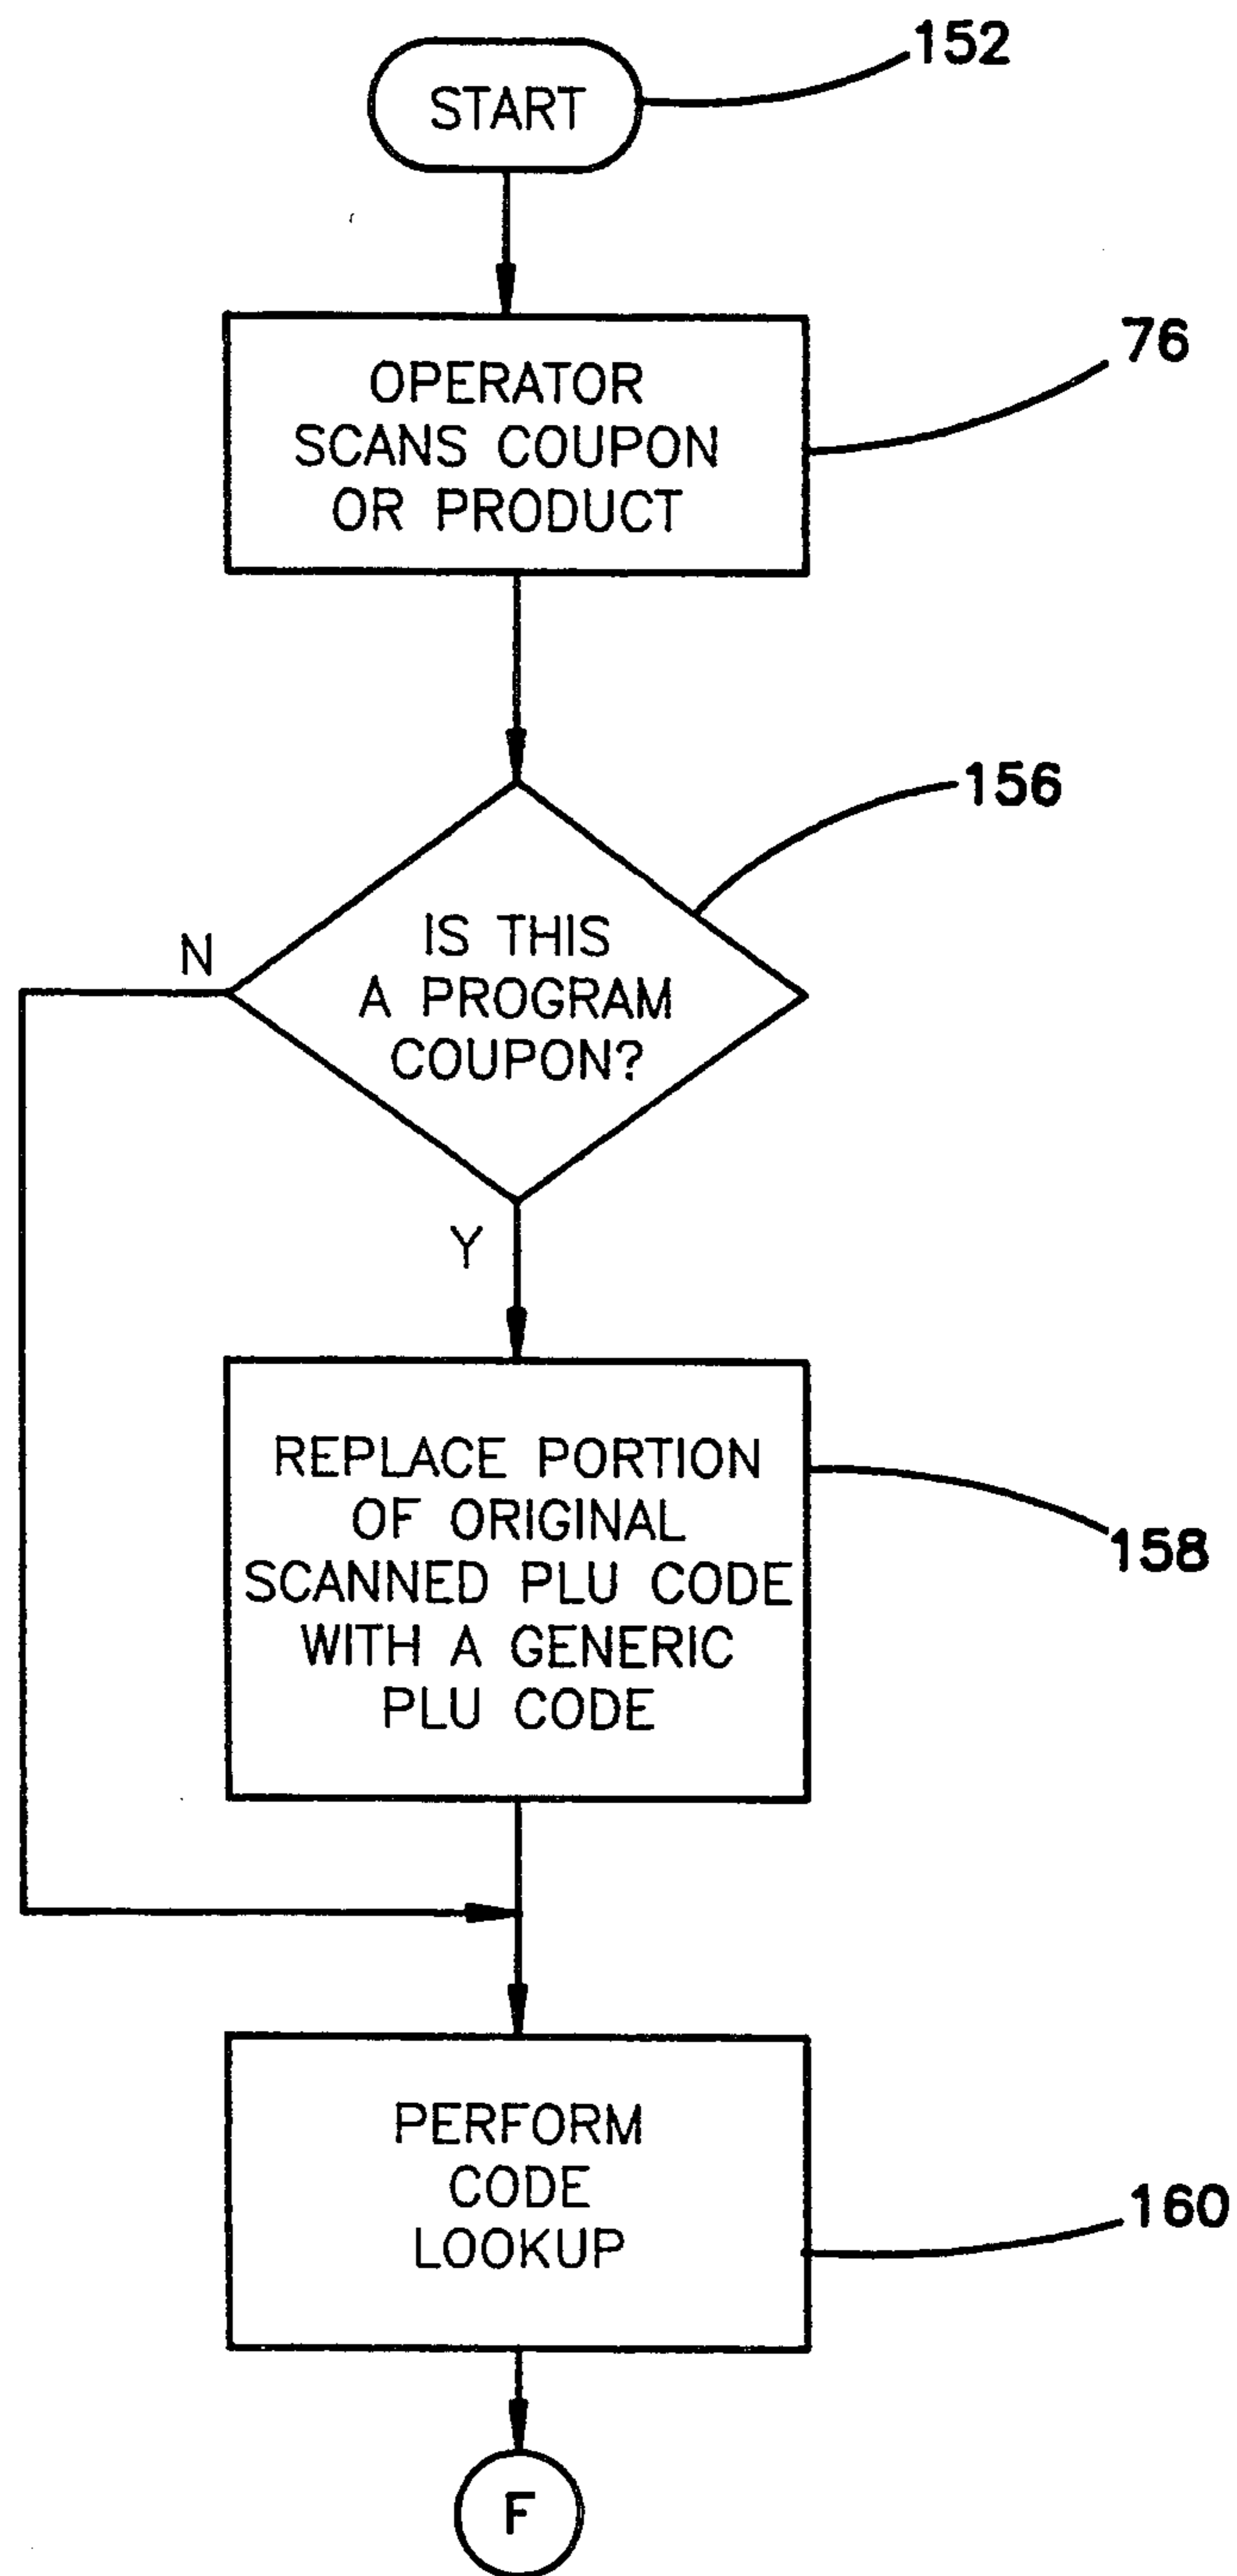 START
152
OPERATOR
SCANS COUPON
OR PRODUCT
76
IS THIS
A PROGRAM
COUPON?
156
N
Y
REPLACE PORTION
OF ORIGINAL
SCANNED PLU CODE
WITH A GENERIC
PLU CODE
158
PERFORM
CODE
LOOKUP
160
F